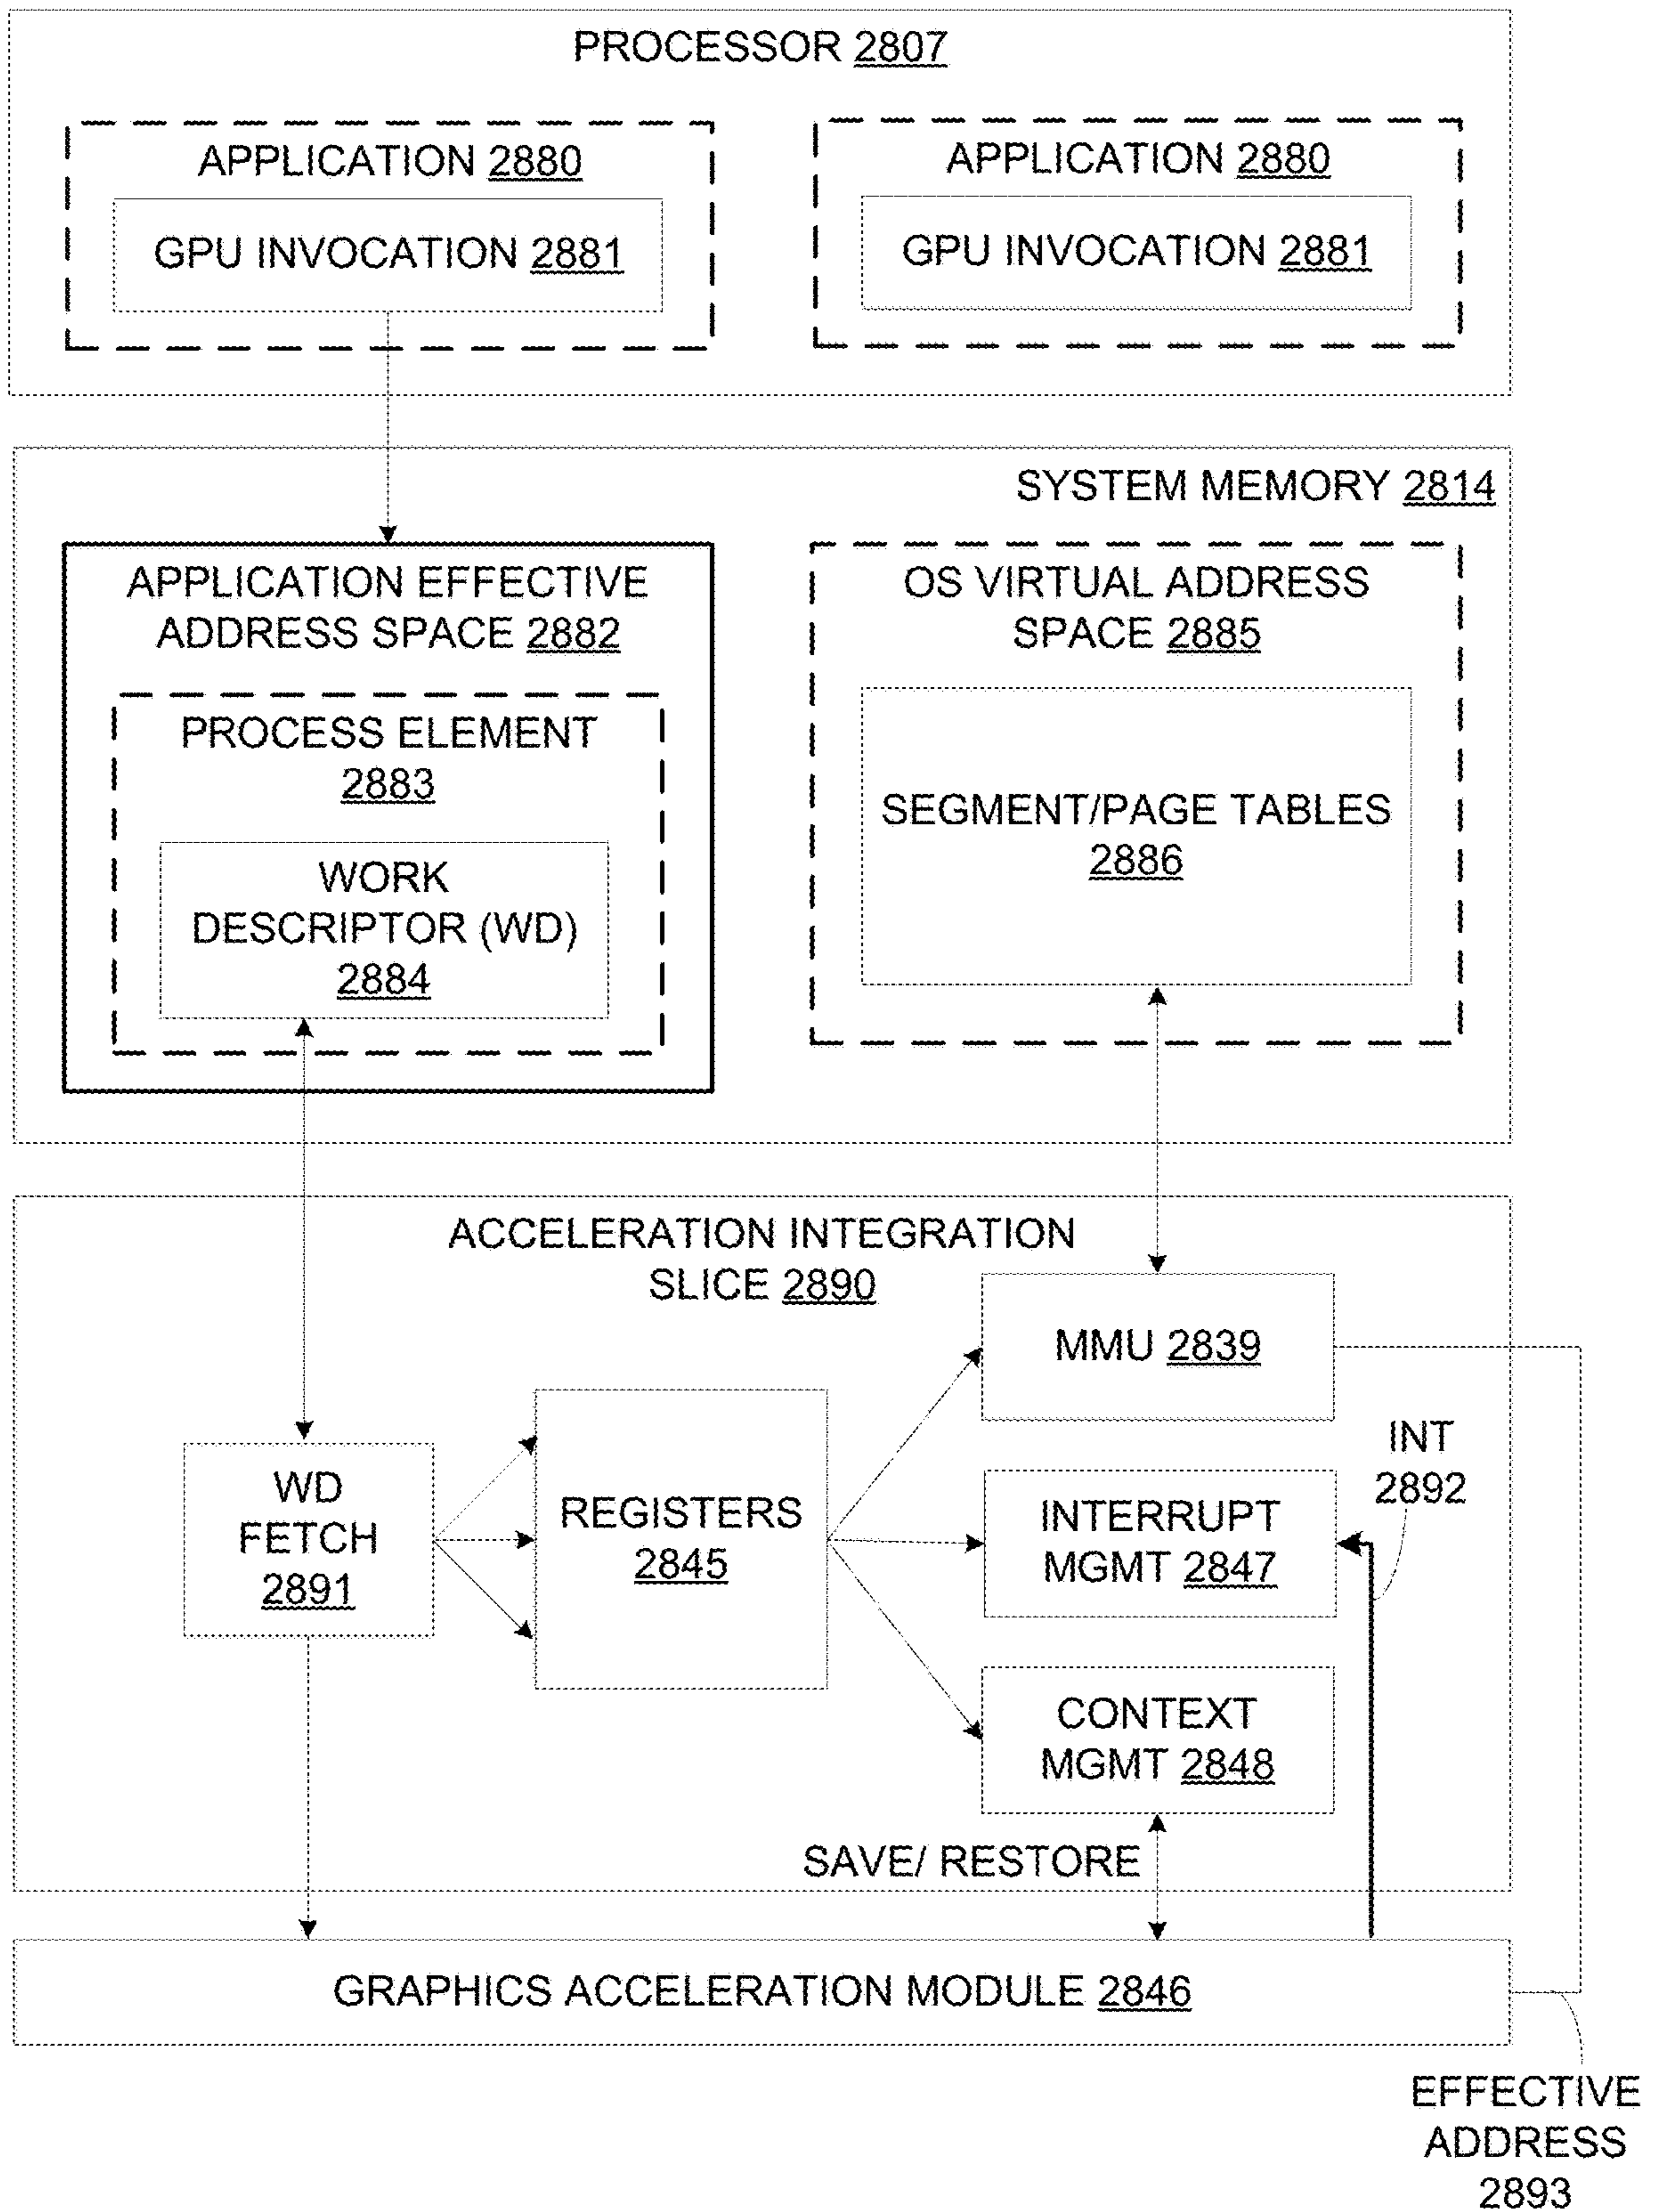 PROCESSOR 2807
APPLICATION 2880
GPU INVOCATION 2881
APPLICATION 2880
GPU INVOCATION 2881
SYSTEM MEMORY 2814
APPLICATION EFFECTIVE
ADDRESS SPACE 2882
PROCESS ELEMENT
2883
WORK
DESCRIPTOR (WD)
2884
OS VIRTUAL ADDRESS
SPACE 2885
SEGMENT/PAGE TABLES
2886
ACCELERATION INTEGRATION
SLICE 2890
WD
FETCH
2891
REGISTERS
2845
MMU 2839
INTERRUPT
MGMT 2847
CONTEXT
MGMT 2848
INT
2892
SAVE/ RESTORE
GRAPHICS ACCELERATION MODULE 2846
EFFECTIVE
ADDRESS
2893